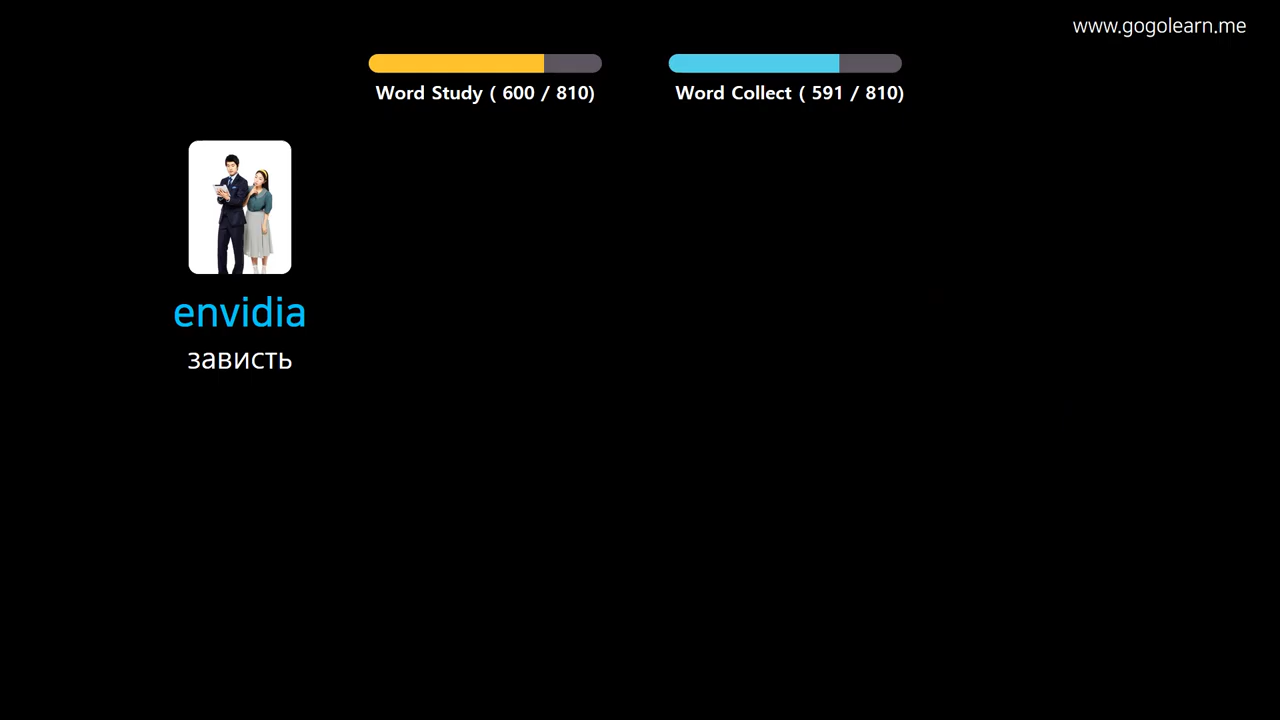 www.gogolearn.me
Word Study ( 600 / 810)
Word Collect ( 591 / 810)
envidia
зависть